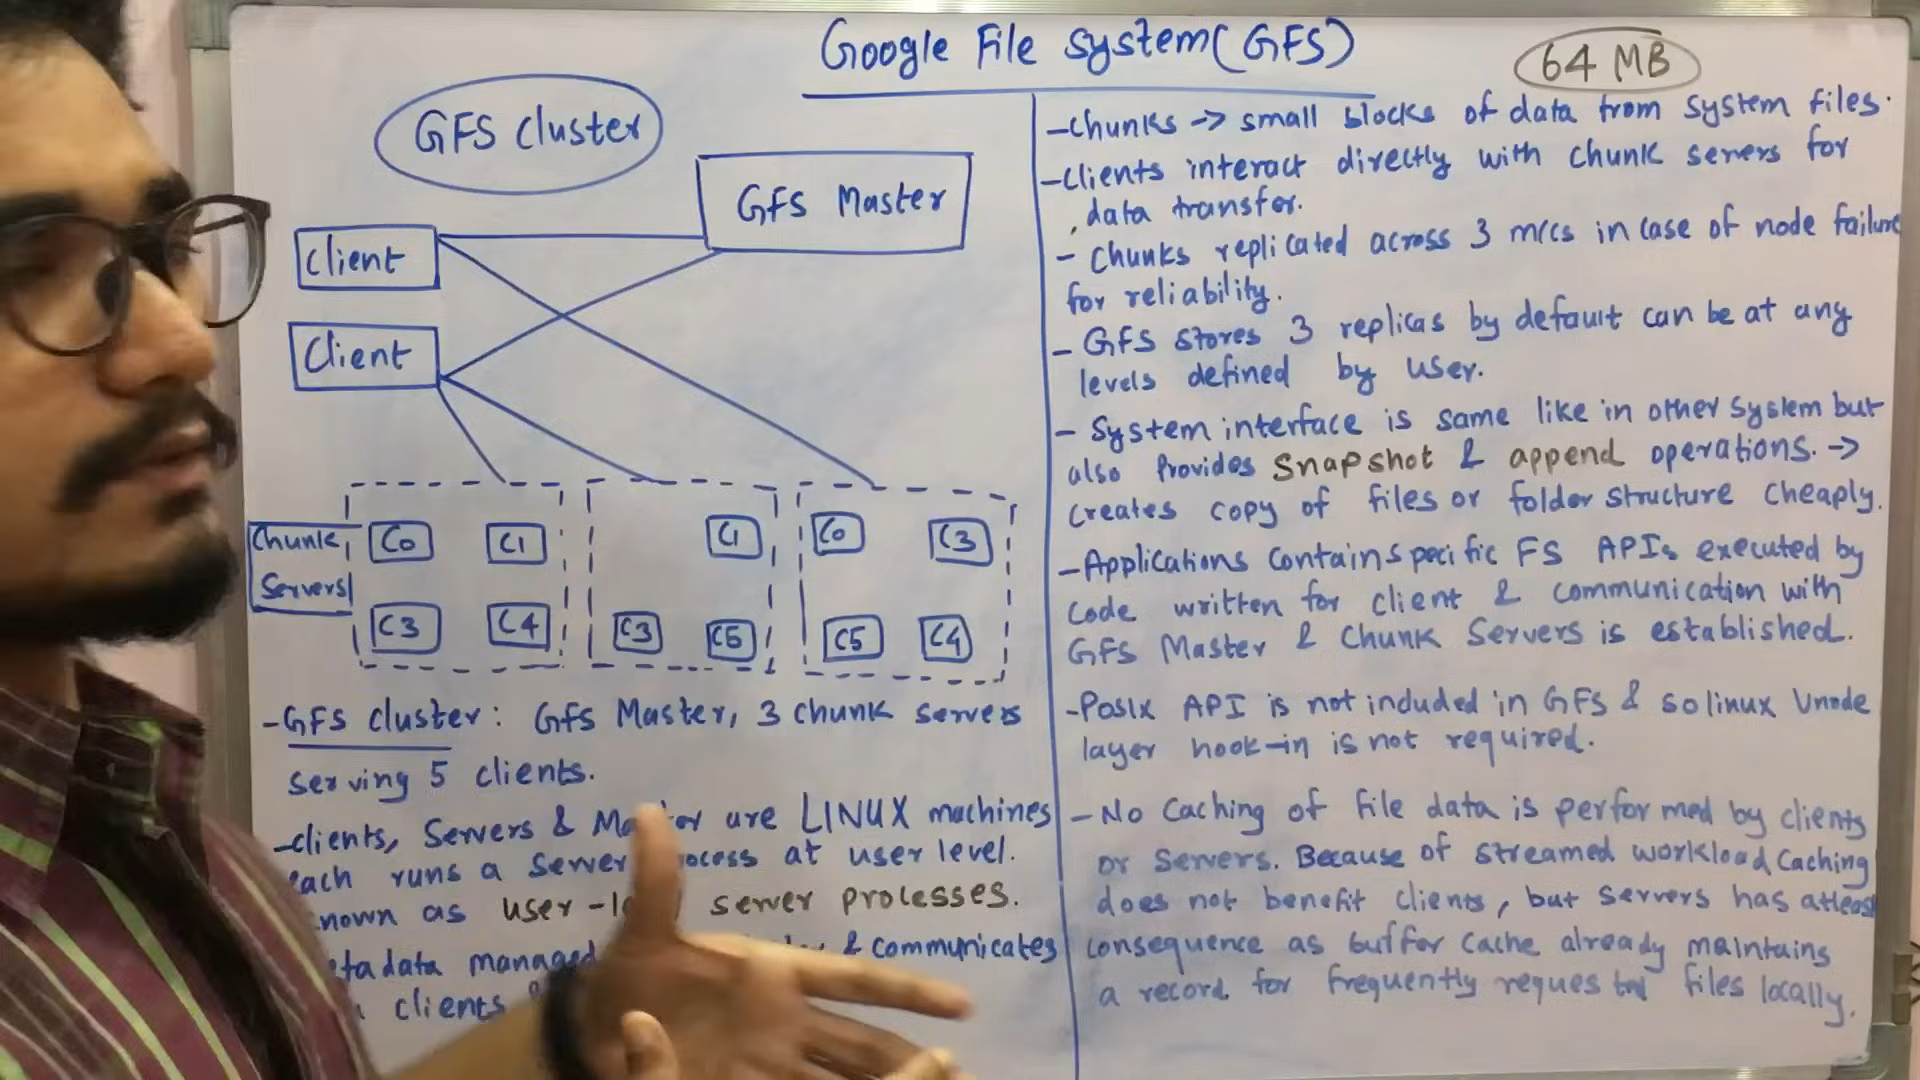 Google File System(GFS)
64 MB
GFS Cluster
GFS Master
Client
Client
Chunk
Servers
C0
C1
C3
C4
C1
C3
C5
C0
C3
C5
C4
- GFS cluster: GFS Master, 3 chunk servers
serving 5 clients.
- clients, Servers & are LINUX machines
each runs a server at user level.
known as user - server processes.
managed & communicates
clients
- Chunks -> small blocks of data from system files.
- Clients interact directly with chunk servers for
data transfer.
- Chunks replicated across 3 m/cs in case of node failure
for reliability.
- GFS stores 3 replicas by default can be at any
levels defined by user.
- System interface is same like in other system but
also Provides Snapshot & append operations. ->
creates copy of files or folder structure cheaply.
- Applications contain specific FS APIs executed by
code written for client & communication with
GFS Master & Chunk Servers is established.
- Posix API is not included in GFS & so linux Vnode
layer hook-in is not required.
- No Caching of file data is performed by clients
or servers. Because of streamed workload Caching
does not benefit clients, but servers has atleast
consequence as buffer cache already maintains
a record for frequently requested files locally.